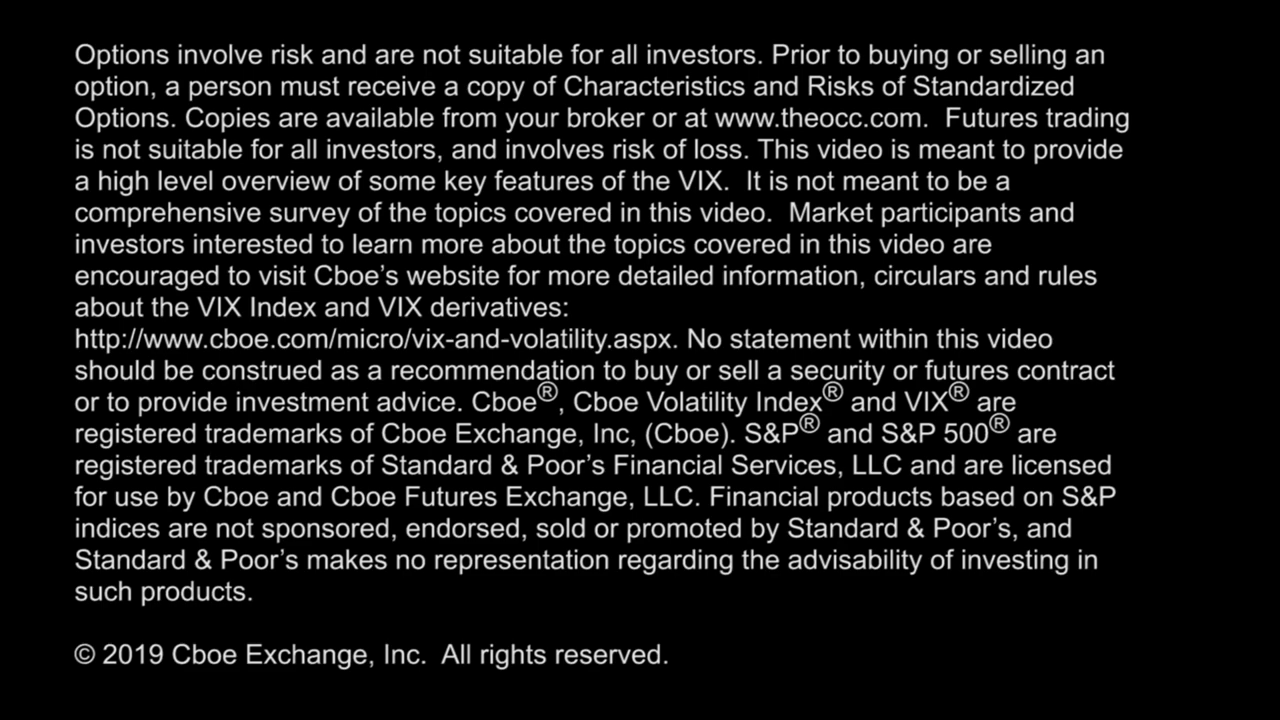 Options involve risk and are not suitable for all investors. Prior to buying or selling an
option, a person must receive a copy of Characteristics and Risks of Standardized
Options. Copies are available from your broker or at www.theocc.com.  Futures trading
is not suitable for all investors, and involves risk of loss. This video is meant to provide
a high level overview of some key features of the VIX.  It is not meant to be a
comprehensive survey of the topics covered in this video.  Market participants and
investors interested to learn more about the topics covered in this video are
encouraged to visit Cboe’s website for more detailed information, circulars and rules
about the VIX Index and VIX derivatives:
http://www.cboe.com/micro/vix-and-volatility.aspx. No statement within this video
should be construed as a recommendation to buy or sell a security or futures contract
or to provide investment advice. Cboe®, Cboe Volatility Index® and VIX® are
registered trademarks of Cboe Exchange, Inc, (Cboe). S&P® and S&P 500® are
registered trademarks of Standard & Poor’s Financial Services, LLC and are licensed
for use by Cboe and Cboe Futures Exchange, LLC. Financial products based on S&P
indices are not sponsored, endorsed, sold or promoted by Standard & Poor’s, and
Standard & Poor’s makes no representation regarding the advisability of investing in
such products.
© 2019 Cboe Exchange, Inc.  All rights reserved.